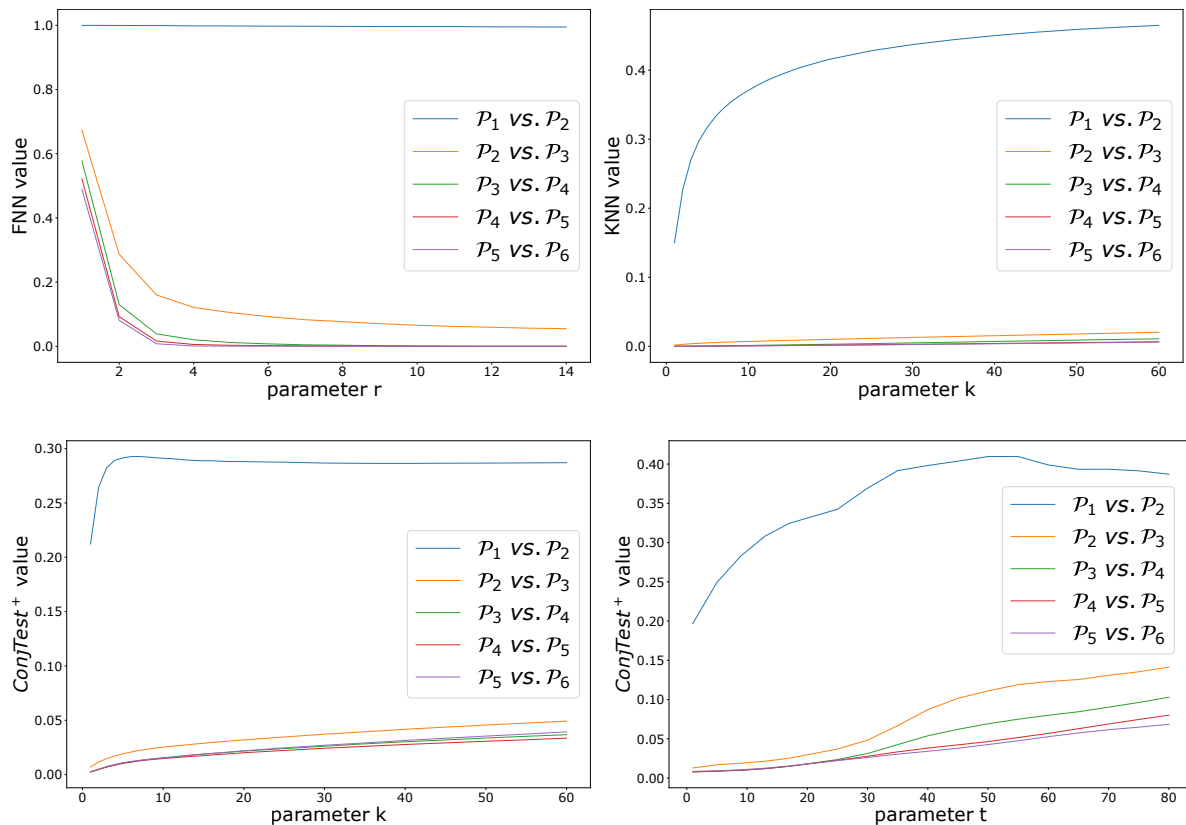 1.0
0.8
0.6
0.4
0.2
0.0
FNN value
2
4
6
8
10
12
14
parameter r
𝒫₁ vs. 𝒫₂
𝒫₂ vs. 𝒫₃
𝒫₃ vs. 𝒫₄
𝒫₄ vs. 𝒫₅
𝒫₅ vs. 𝒫₆
0.4
0.3
0.2
0.1
0.0
KNN value
0
10
20
30
40
50
60
parameter k
𝒫₁ vs. 𝒫₂
𝒫₂ vs. 𝒫₃
𝒫₃ vs. 𝒫₄
𝒫₄ vs. 𝒫₅
𝒫₅ vs. 𝒫₆
0.30
0.25
0.20
0.15
0.10
0.05
0.00
ConjTest⁺ value
0
10
20
30
40
50
60
parameter k
𝒫₁ vs. 𝒫₂
𝒫₂ vs. 𝒫₃
𝒫₃ vs. 𝒫₄
𝒫₄ vs. 𝒫₅
𝒫₅ vs. 𝒫₆
0.40
0.35
0.30
0.25
0.20
0.15
0.10
0.05
0.00
ConjTest⁺ value
0
10
20
30
40
50
60
70
80
parameter t
𝒫₁ vs. 𝒫₂
𝒫₂ vs. 𝒫₃
𝒫₃ vs. 𝒫₄
𝒫₄ vs. 𝒫₅
𝒫₅ vs. 𝒫₆